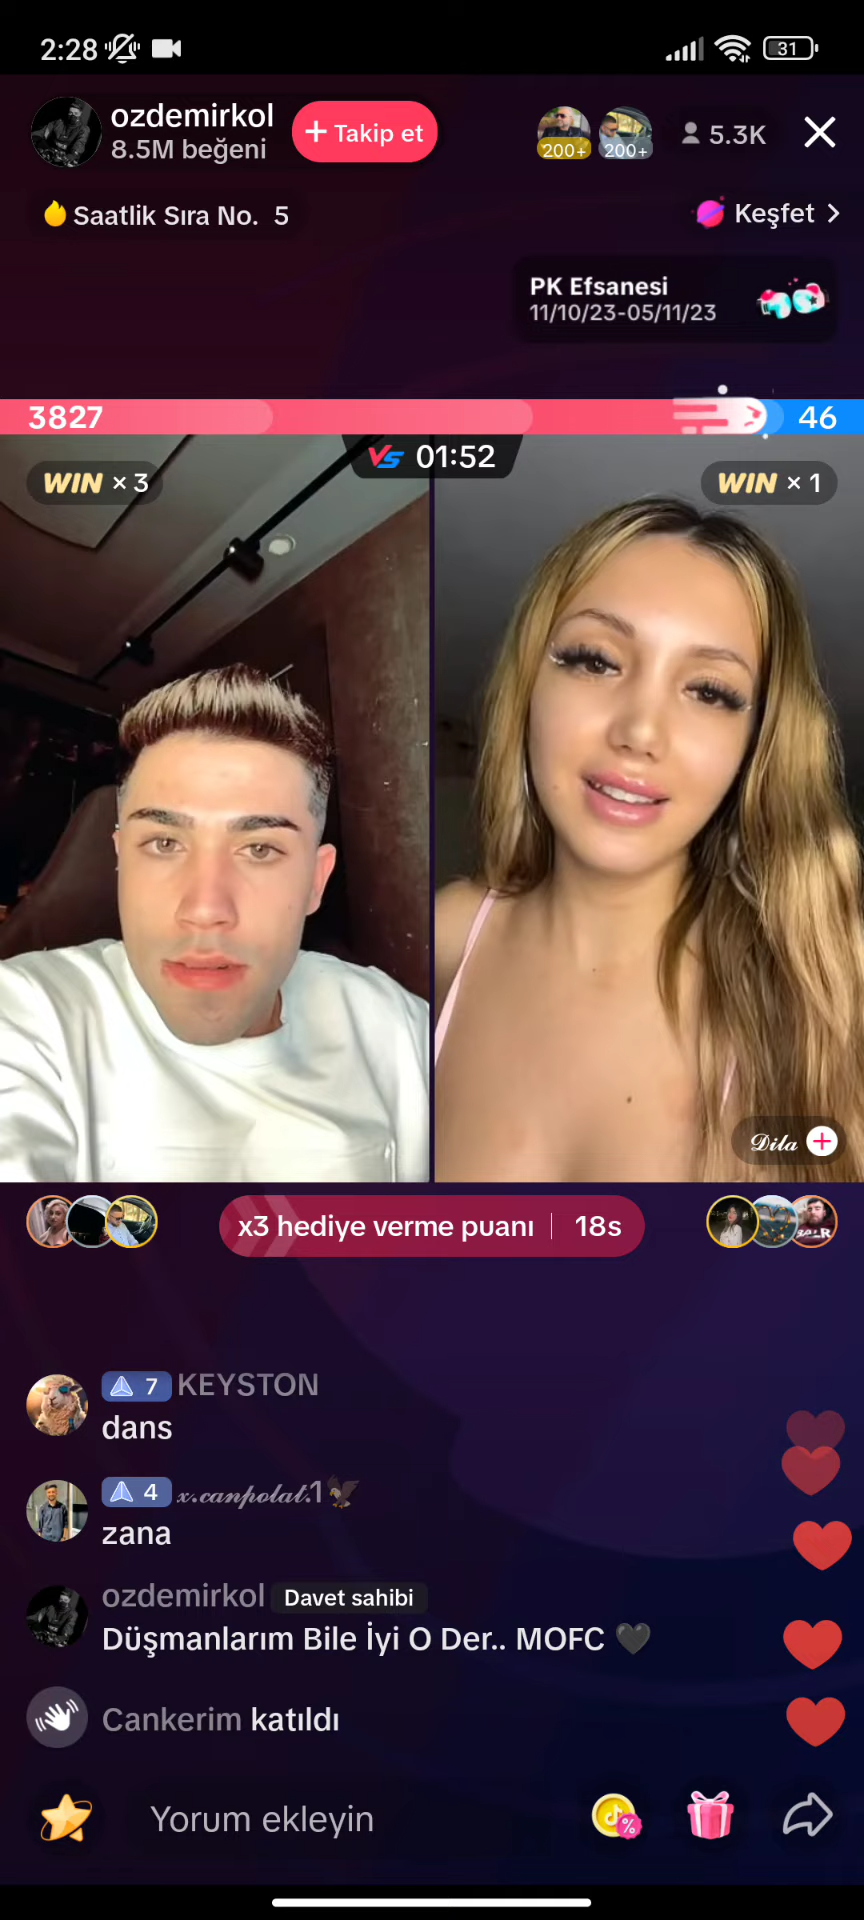 2:28
31
ozdemirkol
8.5M beğeni
+ Takip et
200+
200+
5.3K
Saatlik Sıra No. 5
Keşfet >
PK Efsanesi
11/10/23-05/11/23
3827
46
VS 01:52
WIN × 3
WIN × 1
𝒟𝒾𝓁𝒶
x3 hediye verme puanı | 18s
7 KEYSTON
dans
4 𝓍.𝒸𝒶𝓃𝓅𝑜𝓁𝒶𝓉.1🦅
zana
ozdemirkol Davet sahibi
Düşmanlarım Bile İyi O Der.. MOFC 🖤
Cankerim katıldı
Yorum ekleyin